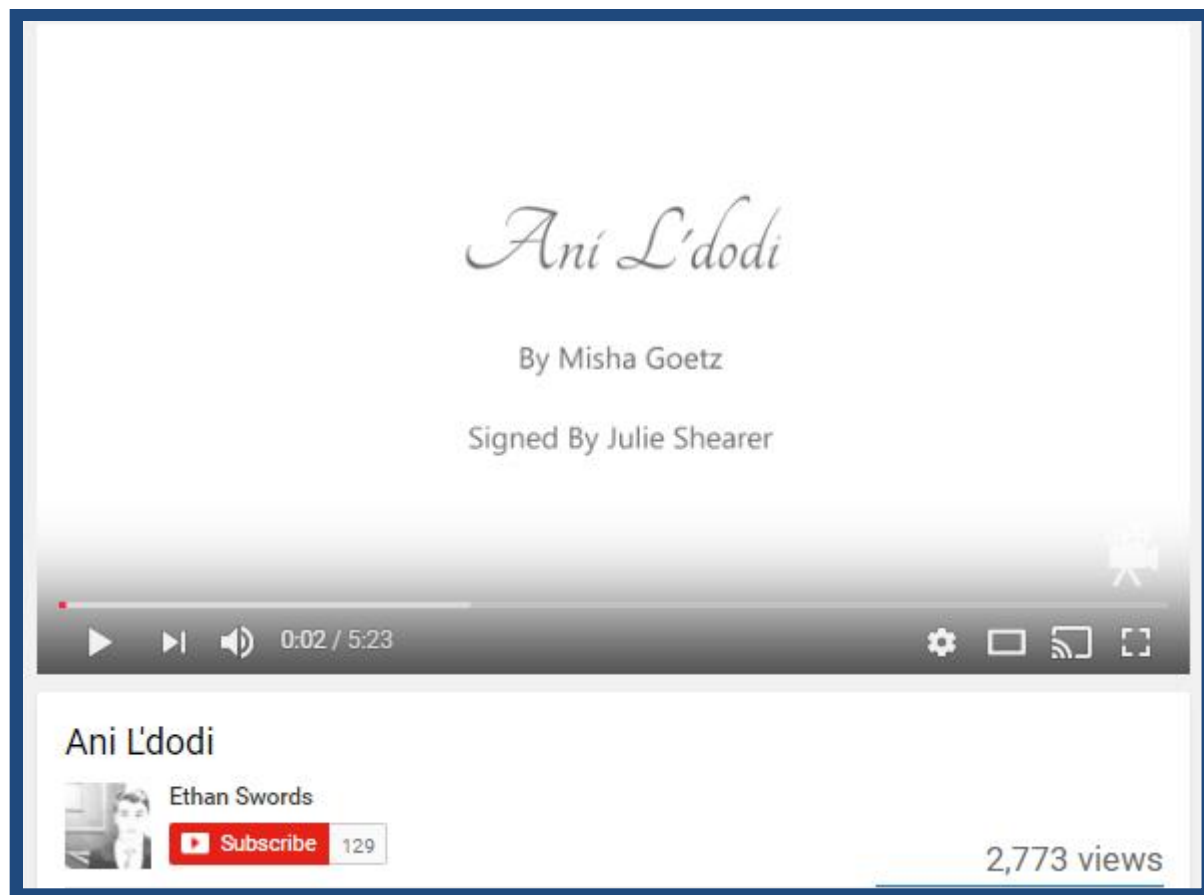 Ani L'dodi
By Misha Goetz
Signed By Julie Shearer
0:02 / 5:23
Ani L'dodi
Ethan Swords
Subscribe 129
2,773 views